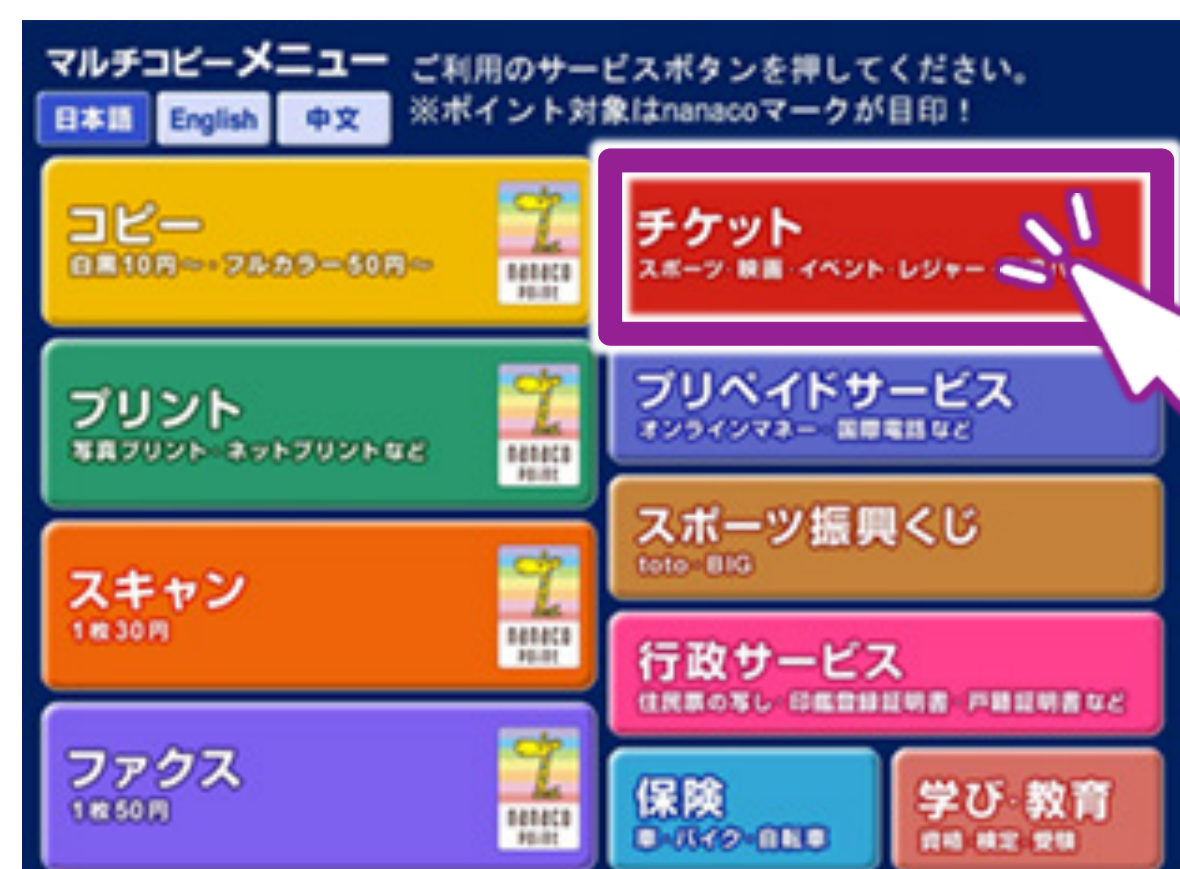 マルチコピーメニュー
ご利用のサービスボタンを押してください。
※ポイント対象はnanacoマークが目印！
日本語
English
中文
コピー
白黒10円～・フルカラー50円～
nanaco
POINT
チケット
スポーツ・映画・イベント・レジャー・
プリント
写真プリント・ネットプリントなど
nanaco
POINT
プリペイドサービス
オンラインマネー・国際電話など
スキャン
1枚30円
nanaco
POINT
スポーツ振興くじ
toto・BIG
行政サービス
住民票の写し・印鑑登録証明書・戸籍証明書など
ファクス
1枚50円
nanaco
POINT
保険
車・バイク・自転車
学び・教育
資格・検定・受験